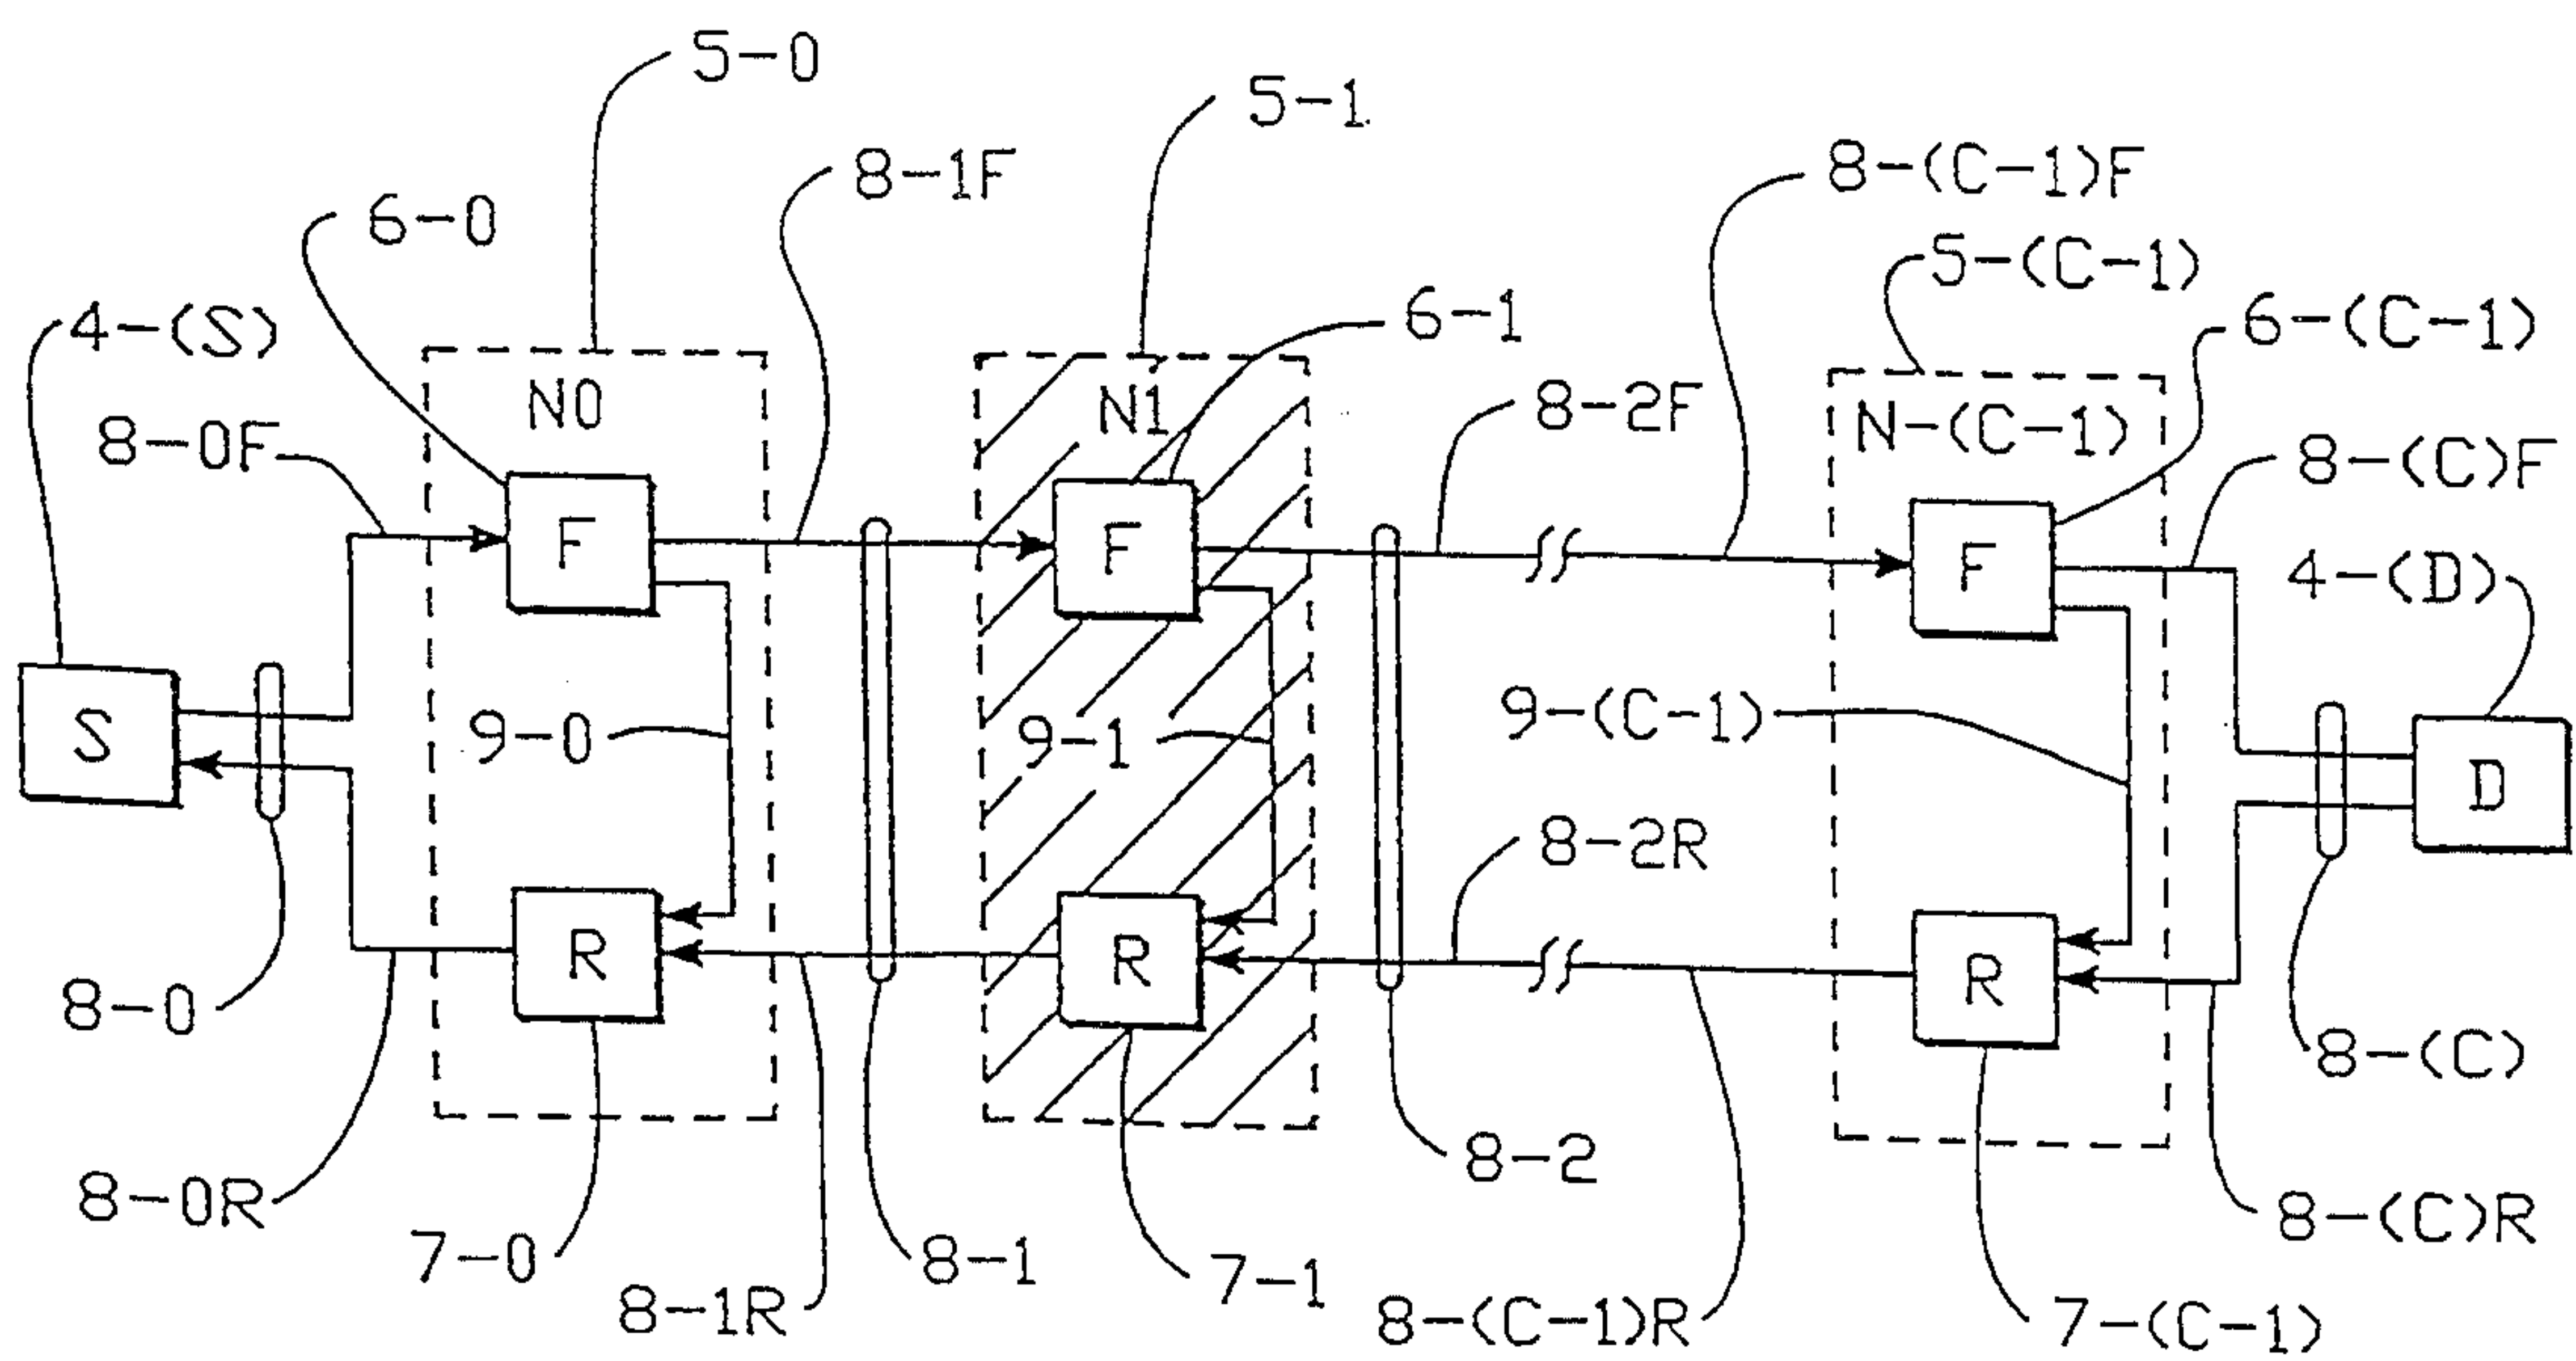 5-0
5-1
8-1F
8-(C-1)F
6-0
5-(C-1)
4-(S)
6-1
6-(C-1)
N0
N1
8-2F
N-(C-1)
8-0F
8-(C)F
F
F
F
4-(D)
S
9-0
9-1
9-(C-1)
D
8-2R
R
R
R
8-0
8-(C)
8-2
8-0R
8-(C)R
7-0
8-1
7-1
8-1R
8-(C-1)R
7-(C-1)